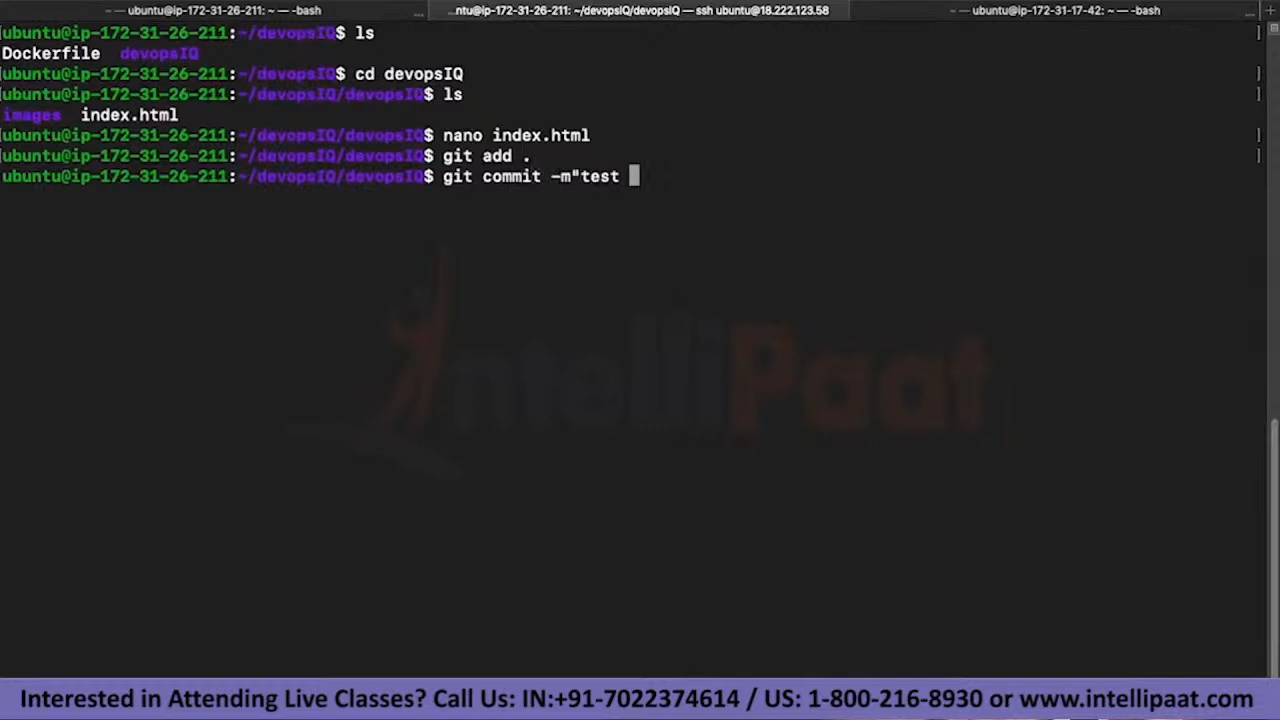 ~ — ubuntu@ip-172-31-26-211: ~ — -bash ... ...ntu@ip-172-31-26-211: ~/devopsIQ/devopsIQ — ssh ubuntu@18.222.123.58 ~ — ubuntu@ip-172-31-17-42: ~ — -bash ... +
[ubuntu@ip-172-31-26-211:~/devopsIQ$ ls ]
Dockerfile devopsIQ
[ubuntu@ip-172-31-26-211:~/devopsIQ$ cd devopsIQ ]
[ubuntu@ip-172-31-26-211:~/devopsIQ/devopsIQ$ ls ]
images index.html
[ubuntu@ip-172-31-26-211:~/devopsIQ/devopsIQ$ nano index.html ]
[ubuntu@ip-172-31-26-211:~/devopsIQ/devopsIQ$ git add . ]
ubuntu@ip-172-31-26-211:~/devopsIQ/devopsIQ$ git commit -m"test
IntelliPaat
Interested in Attending Live Classes? Call Us: IN:+91-7022374614 / US: 1-800-216-8930 or www.intellipaat.com